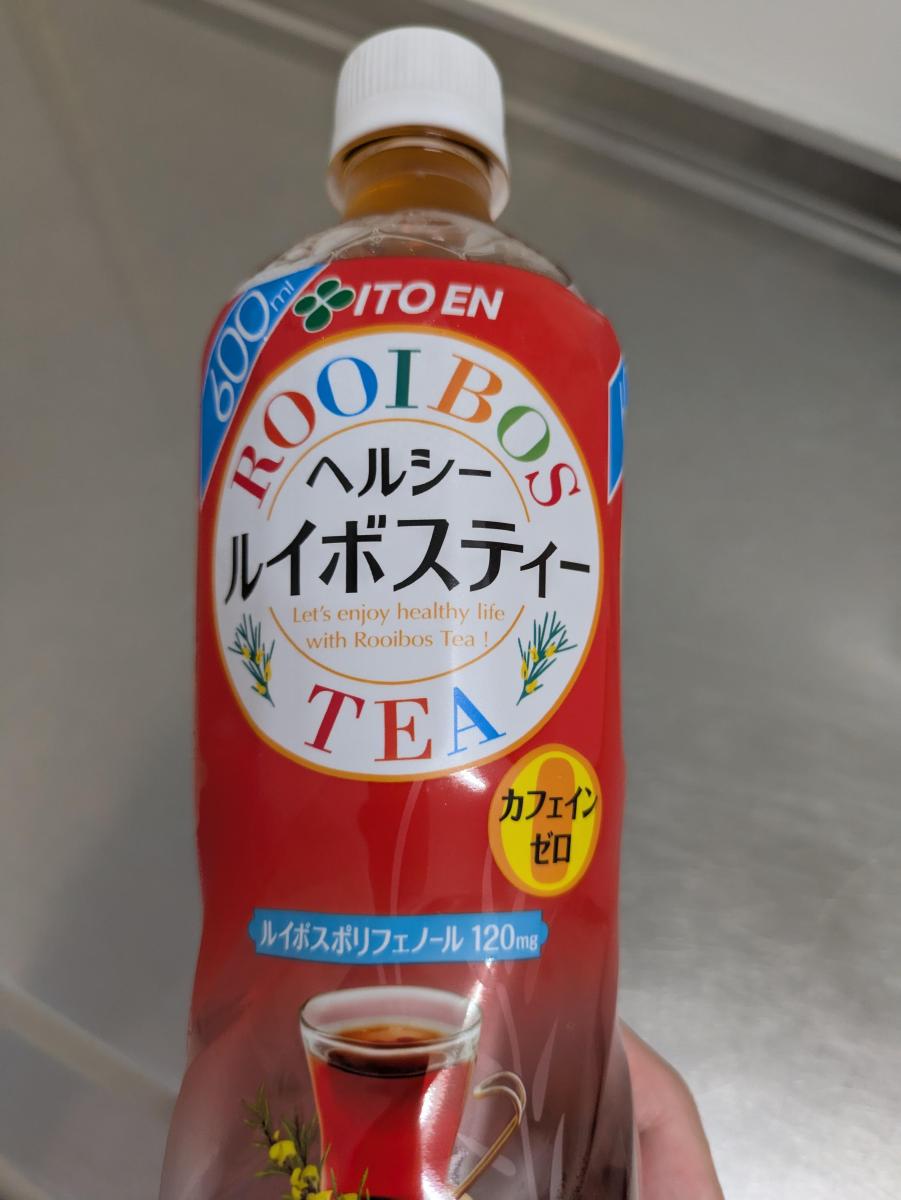 600ml
ITO EN
ROOIBOS
ヘルシー
ルイボスティー
Let's enjoy healthy life
with Rooibos Tea !
TEA
カフェイン
ゼロ
ルイボスポリフェノール 120mg